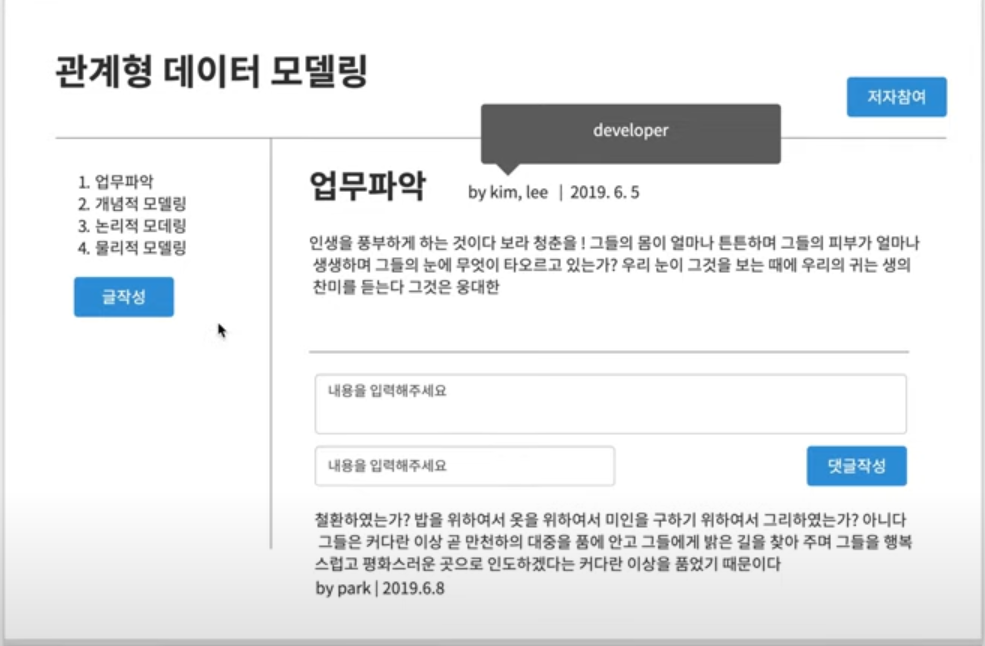 관계형 데이터 모델링
저자참여
developer
1. 업무파악
2. 개념적 모델링
3. 논리적 모데링
4. 물리적 모델링
글작성
업무파악 by kim, lee | 2019. 6. 5
인생을 풍부하게 하는 것이다 보라 청춘을 ! 그들의 몸이 얼마나 튼튼하며 그들의 피부가 얼마나
생생하며 그들의 눈에 무엇이 타오르고 있는가? 우리 눈이 그것을 보는 때에 우리의 귀는 생의
찬미를 듣는다 그것은 웅대한
내용을 입력해주세요
내용을 입력해주세요
댓글작성
철환하였는가? 밥을 위하여서 옷을 위하여서 미인을 구하기 위하여서 그리하였는가? 아니다
그들은 커다란 이상 곧 만천하의 대중을 품에 안고 그들에게 밝은 길을 찾아 주며 그들을 행복
스럽고 평화스러운 곳으로 인도하겠다는 커다란 이상을 품었기 때문이다
by park | 2019.6.8